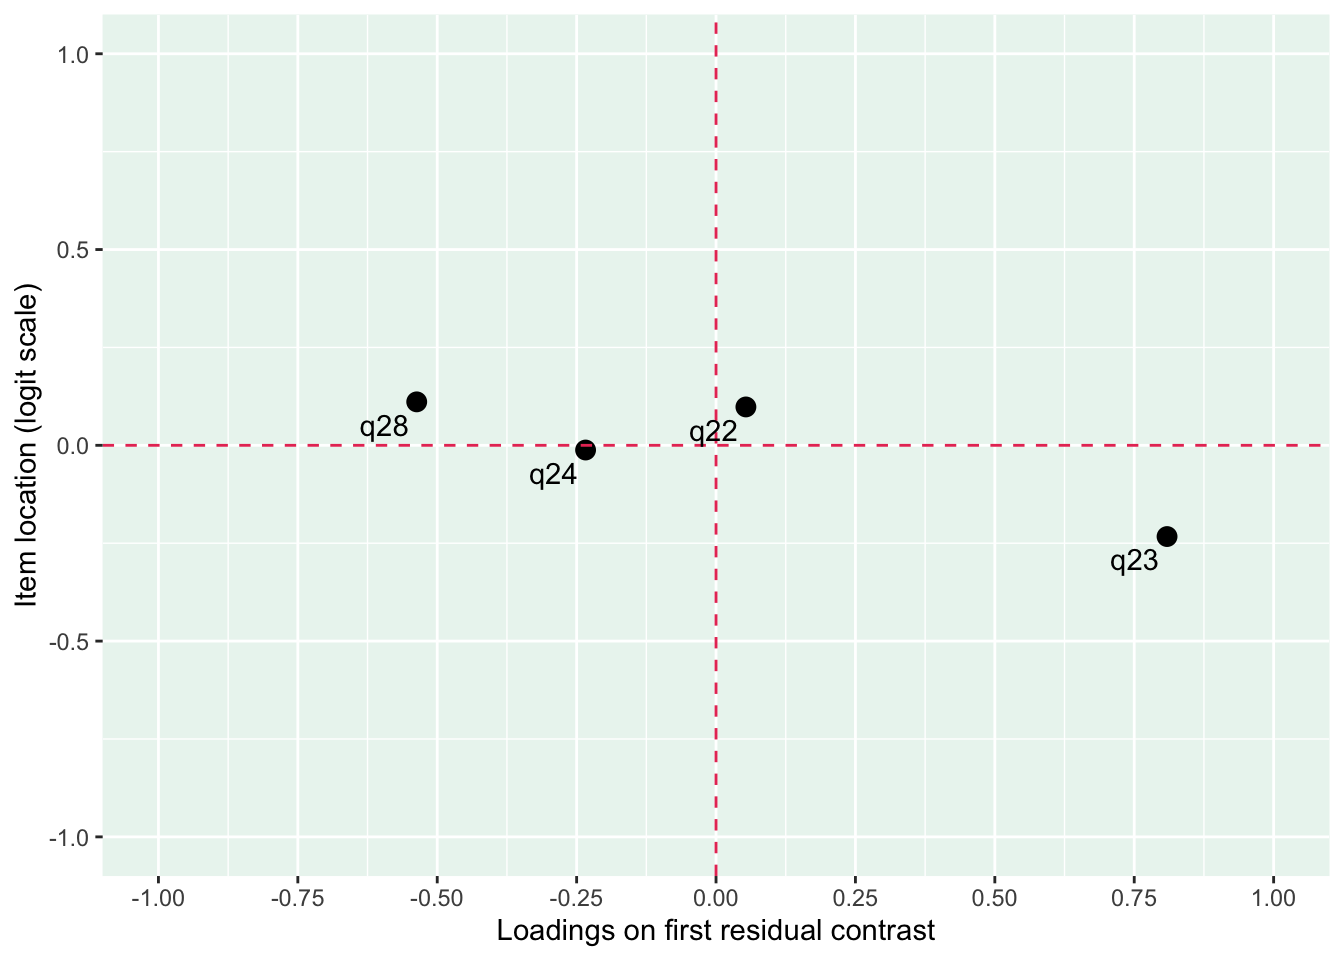 Item location (logit scale)
1.0
0.5
0.0
-0.5
-1.0
q28
q22
q24
q23
-1.00 -0.75 -0.50 -0.25 0.00 0.25 0.50 0.75 1.00
Loadings on first residual contrast